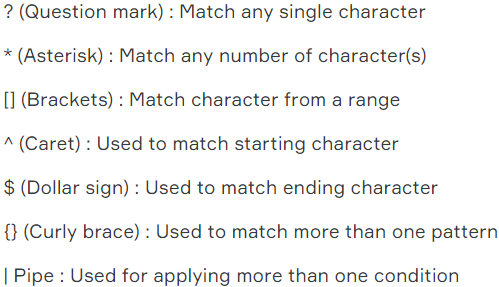 ? (Question mark) : Match any single character
* (Asterisk) : Match any number of character(s)
[] (Brackets) : Match character from a range
^ (Caret) : Used to match starting character
$ (Dollar sign) : Used to match ending character
{} (Curly brace) : Used to match more than one pattern
| Pipe : Used for applying more than one condition